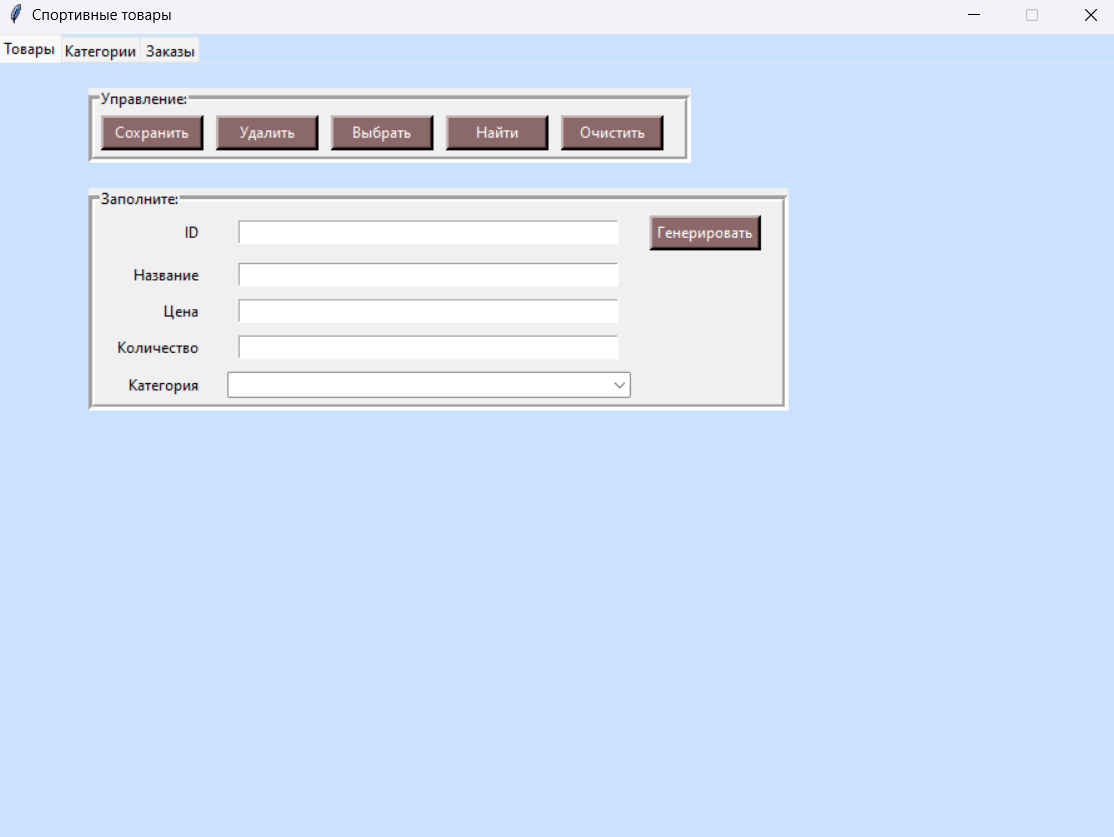 Спортивные товары
Товары Категории Заказы
Управление:
Сохранить Удалить Выбрать Найти Очистить
Заполните:
ID Генерировать
Название
Цена
Количество
Категория